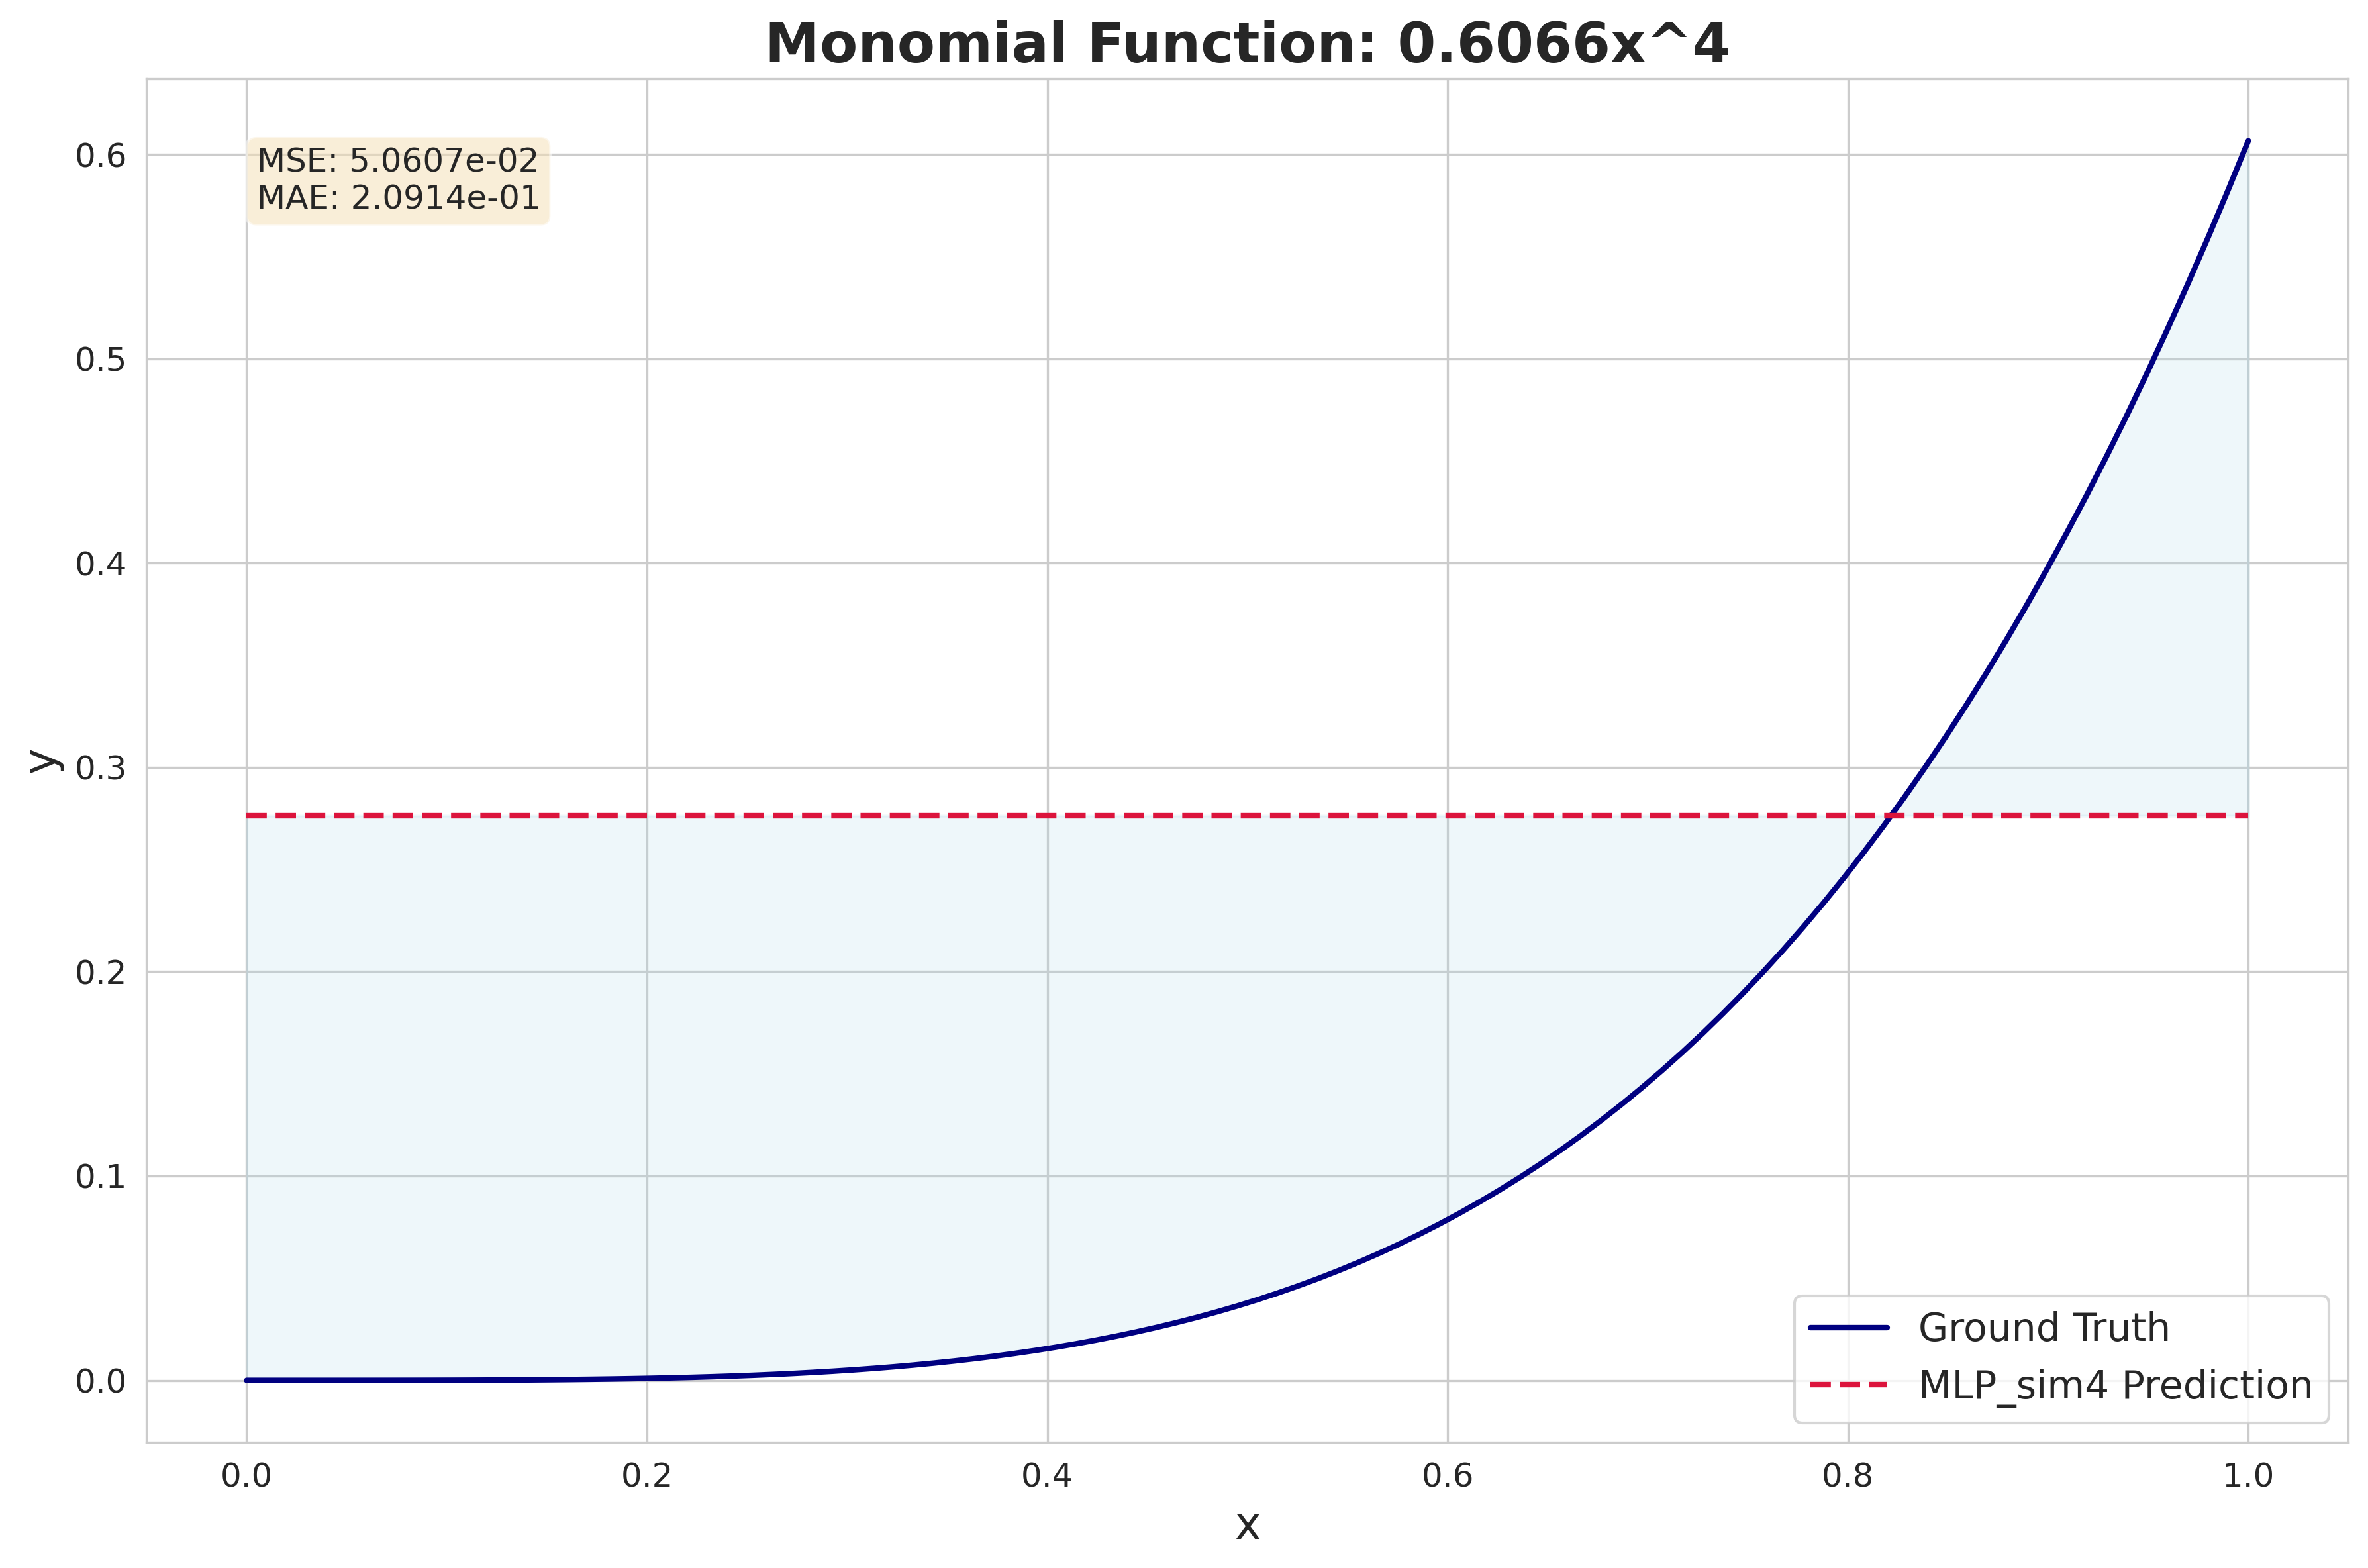 Monomial Function: 0.6066x^4
MSE: 5.0607e-02
MAE: 2.0914e-01
0.6
0.5
0.4
0.3
0.2
0.1
0.0
y
Ground Truth
MLP_sim4 Prediction
0.0 0.2 0.4 0.6 0.8 1.0
x